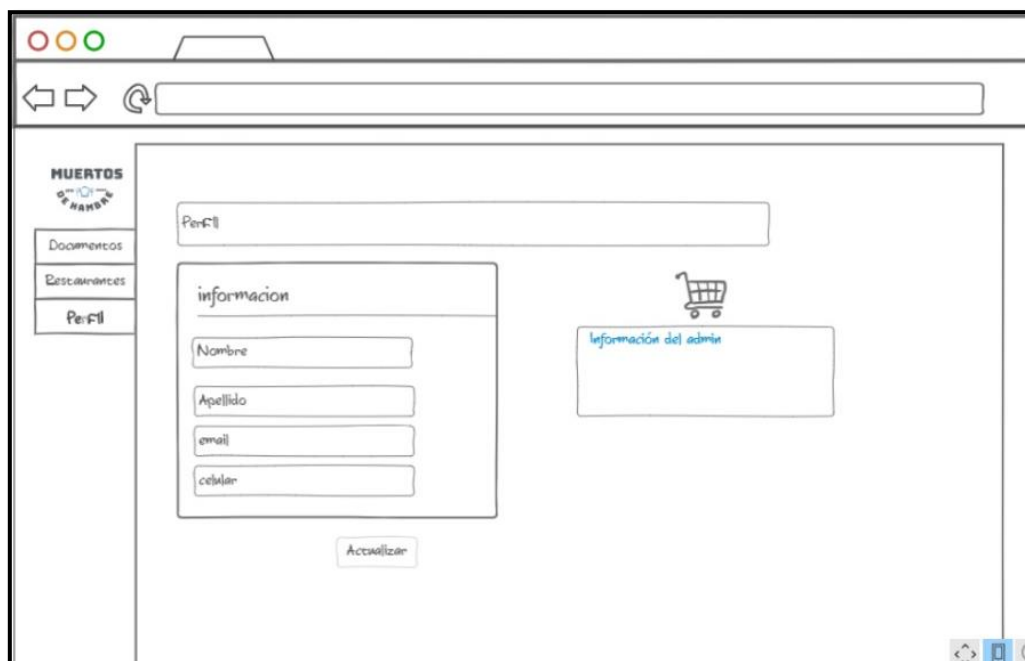 MUERTOS
DE HAMBRE
Documentos
Restaurantes
Perfil
Perfil
informacion
Nombre
Apellido
email
celular
Actualizar
Información del admin